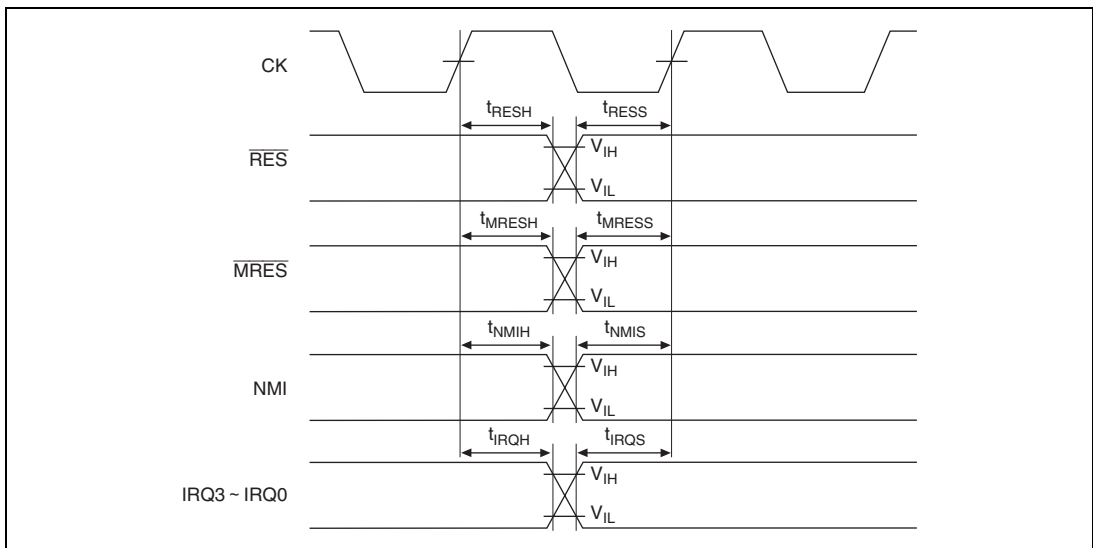 CK
tRESH tRESS
RES
VIH
VIL
tMRESH tMRESS
MRES
VIH
VIL
tNMIH tNMIS
NMI
VIH
VIL
tIRQH tIRQS
IRQ3 ~ IRQ0
VIH
VIL